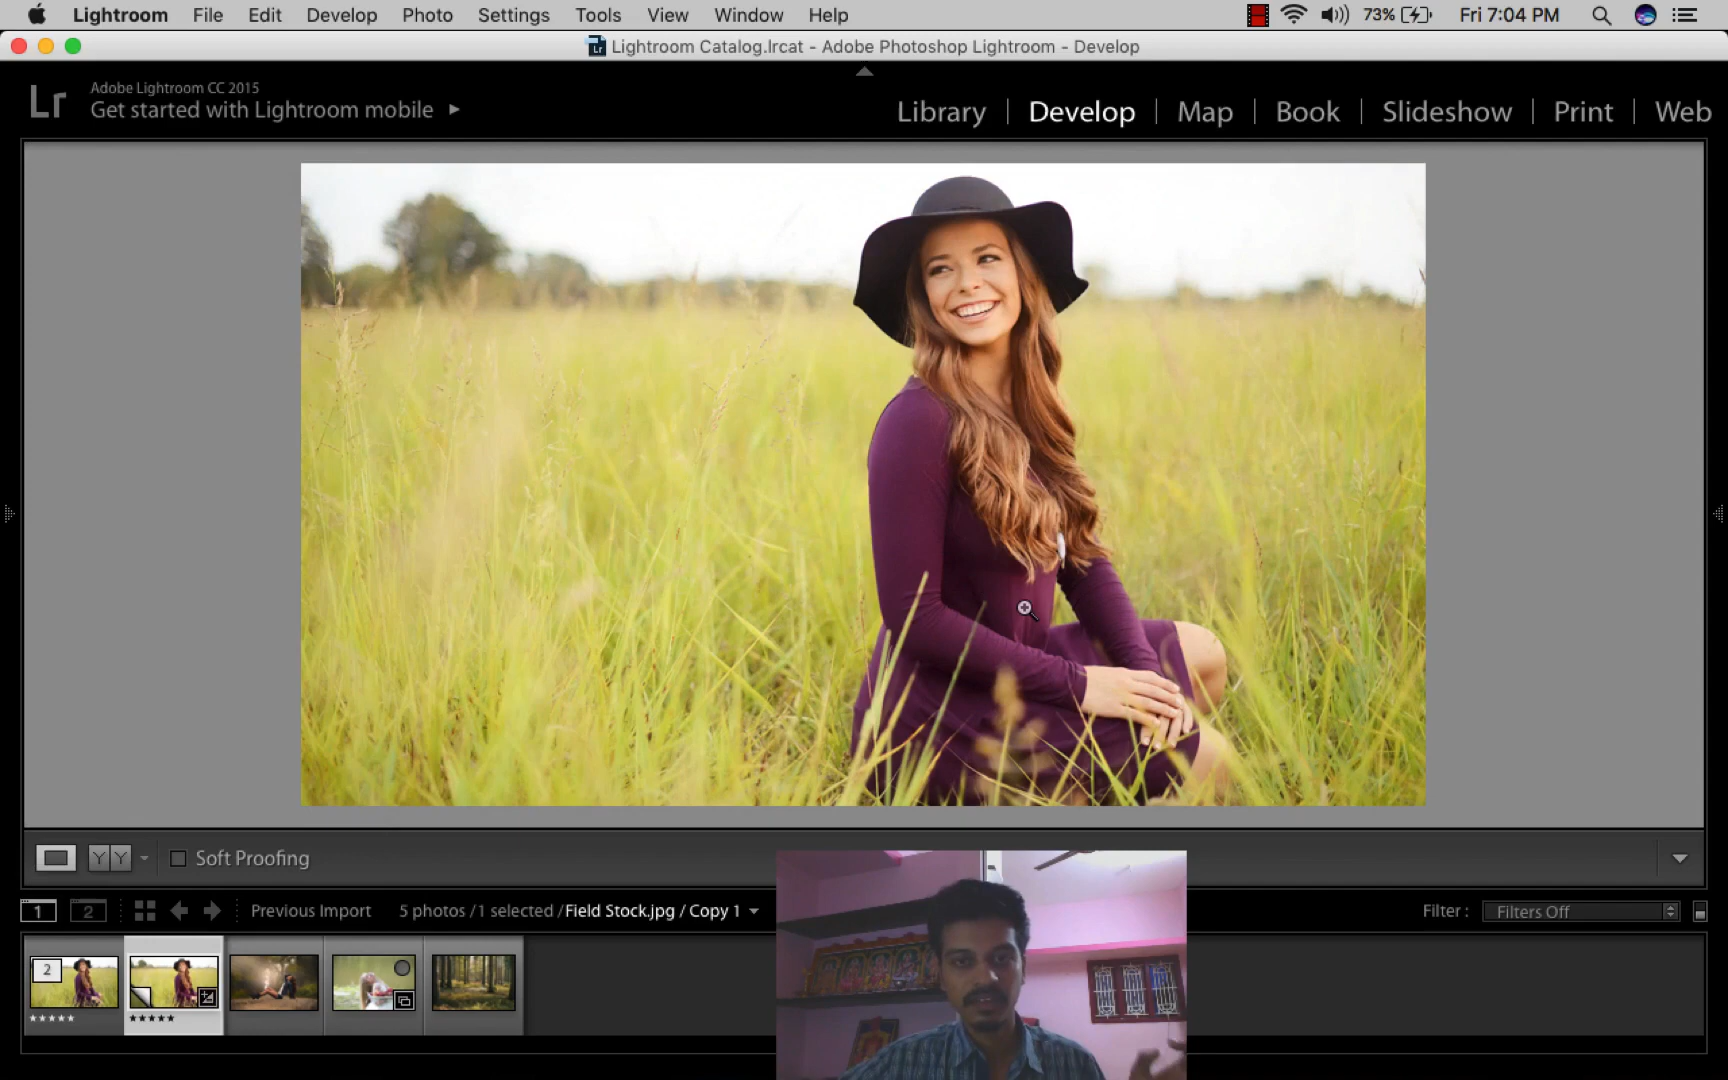 Lightroom File Edit Develop Photo Settings Tools View Window Help 73% Fri 7:04 PM
Lr Lightroom Catalog.lrcat - Adobe Photoshop Lightroom - Develop
Lr Adobe Lightroom CC 2015
Get started with Lightroom mobile
Library | Develop | Map | Book | Slideshow | Print | Web
YY Soft Proofing
1 2 Previous Import 5 photos /1 selected /Field Stock.jpg / Copy 1 Filter : Filters Off
2